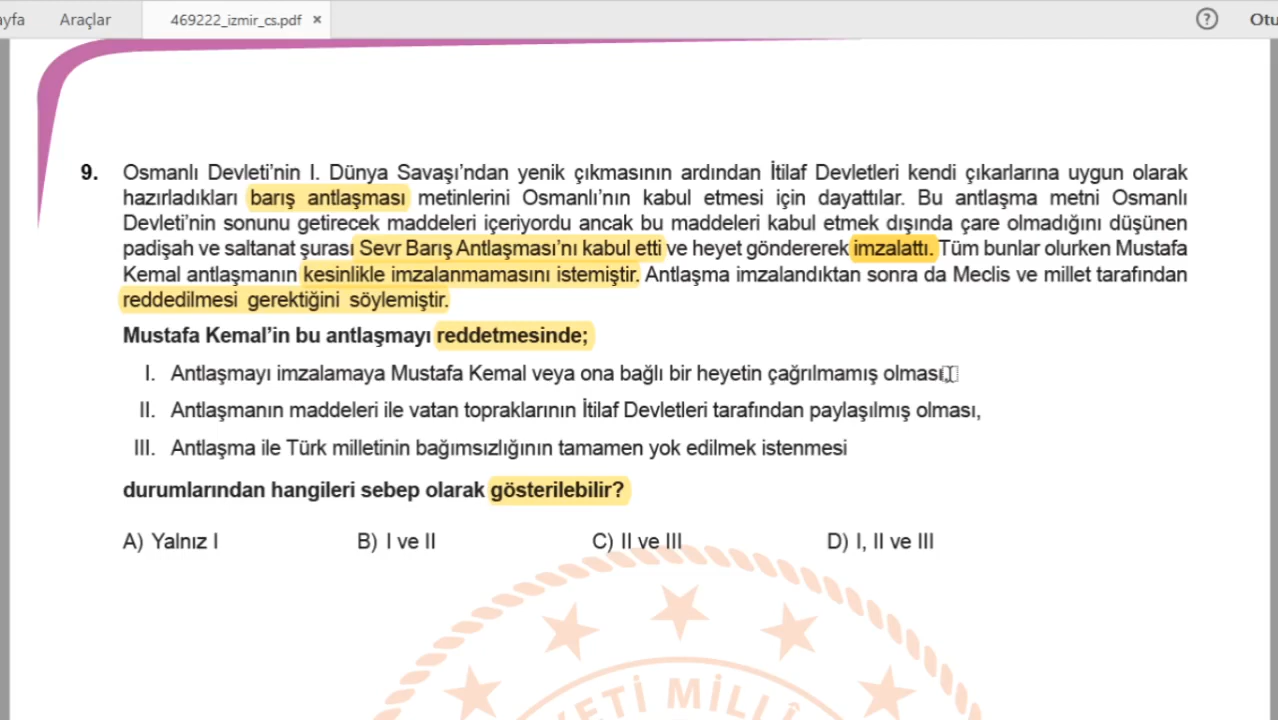 Araçlar
469222_izmir_cs.pdf ×
?
9. Osmanlı Devleti’nin I. Dünya Savaşı’ndan yenik çıkmasının ardından İtilaf Devletleri kendi çıkarlarına uygun olarak
hazırladıkları barış antlaşması metinlerini Osmanlı’nın kabul etmesi için dayattılar. Bu antlaşma metni Osmanlı
Devleti’nin sonunu getirecek maddeleri içeriyordu ancak bu maddeleri kabul etmek dışında çare olmadığını düşünen
padişah ve saltanat şurası Sevr Barış Antlaşması’nı kabul etti ve heyet göndererek imzalattı. Tüm bunlar olurken Mustafa
Kemal antlaşmanın kesinlikle imzalanmamasını istemiştir. Antlaşma imzalandıktan sonra da Meclis ve millet tarafından
reddedilmesi gerektiğini söylemiştir.
Mustafa Kemal’in bu antlaşmayı reddetmesinde;
I. Antlaşmayı imzalamaya Mustafa Kemal veya ona bağlı bir heyetin çağrılmamış olması
II. Antlaşmanın maddeleri ile vatan topraklarının İtilaf Devletleri tarafından paylaşılmış olması,
III. Antlaşma ile Türk milletinin bağımsızlığının tamamen yok edilmek istenmesi
durumlarından hangileri sebep olarak gösterilebilir?
A) Yalnız I B) I ve II C) II ve III D) I, II ve III